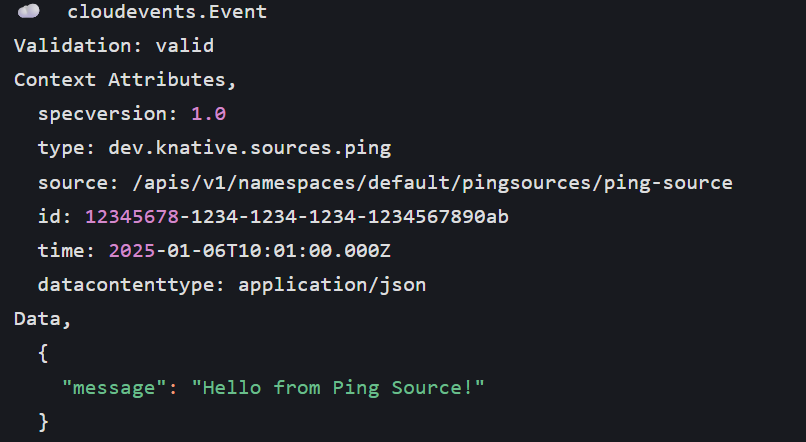 ☁️ cloudevents.Event
Validation: valid
Context Attributes,
  specversion: 1.0
  type: dev.knative.sources.ping
  source: /apis/v1/namespaces/default/pingsources/ping-source
  id: 12345678-1234-1234-1234-1234567890ab
  time: 2025-01-06T10:01:00.000Z
  datacontenttype: application/json
Data,
  {
    "message": "Hello from Ping Source!"
  }